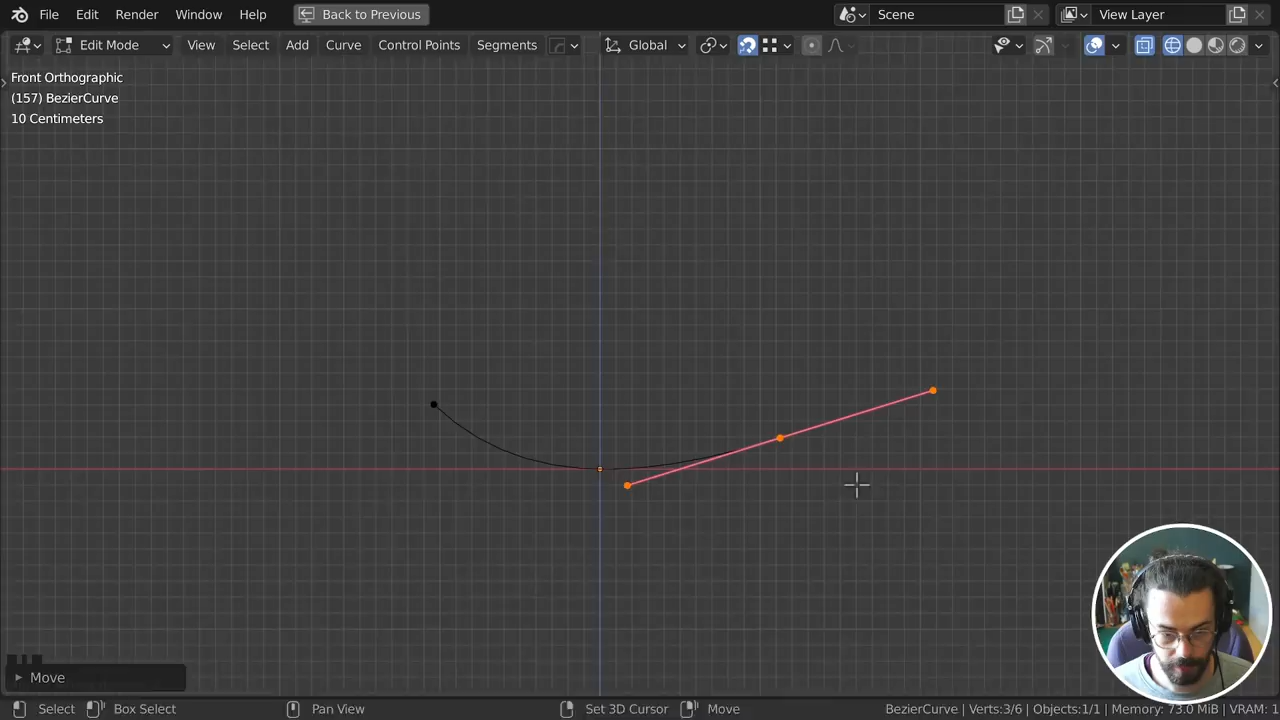 File Edit Render Window Help Back to Previous Scene View Layer
Edit Mode View Select Add Curve Control Points Segments Global
Front Orthographic
(157) BezierCurve
10 Centimeters
Move
Select Box Select Pan View Set 3D Cursor Move BezierCurve | Verts:3/6 | Objects:1/1 | Memory: 73.0 MiB | VRAM: 1